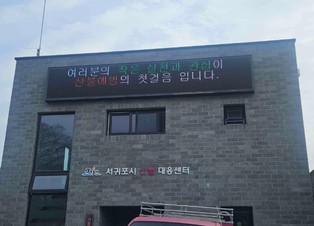 여러분의 작은 실천과 관심이
산불예방의 첫걸음 입니다.
서귀포시 산불 대응센터